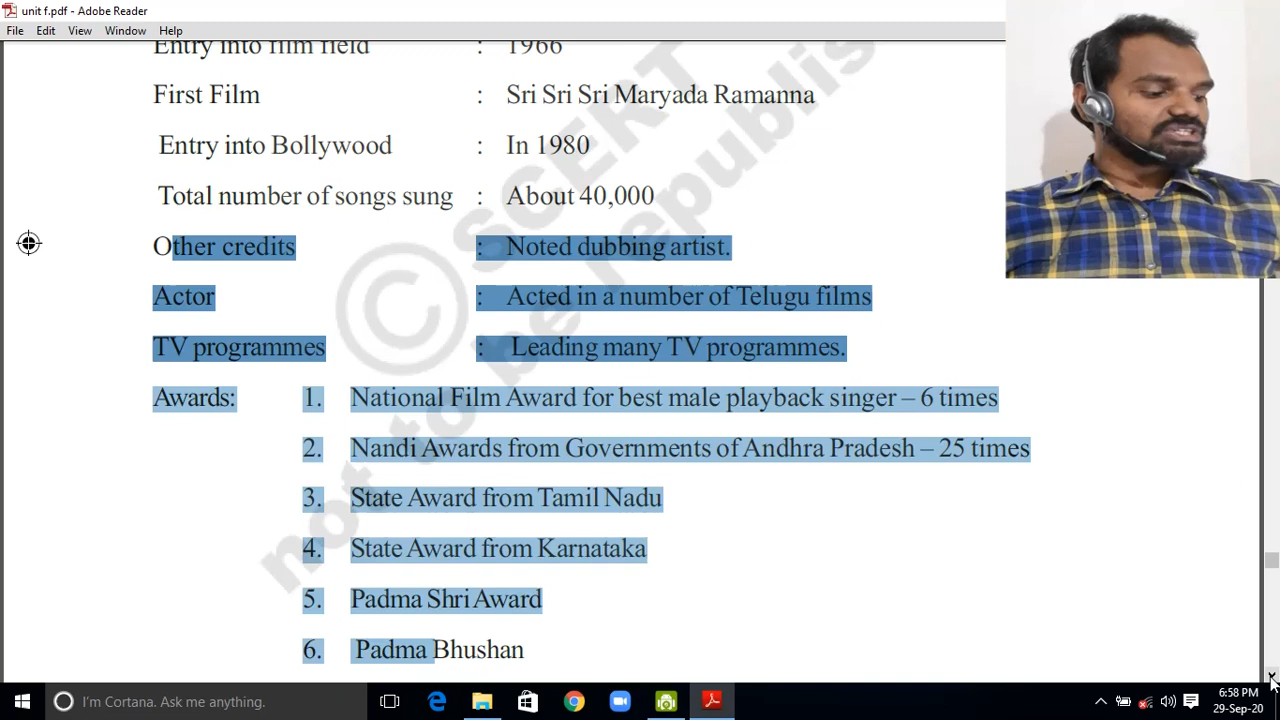 unit f.pdf - Adobe Reader
File Edit View Window Help
Entry into film field : 1966
First Film : Sri Sri Sri Maryada Ramanna
Entry into Bollywood : In 1980
Total number of songs sung : About 40,000
Other credits : Noted dubbing artist.
Actor : Acted in a number of Telugu films
TV programmes : Leading many TV programmes.
Awards: 1. National Film Award for best male playback singer – 6 times
2. Nandi Awards from Governments of Andhra Pradesh – 25 times
3. State Award from Tamil Nadu
4. State Award from Karnataka
5. Padma Shri Award
6. Padma Bhushan
© SCERT
not to be republis
I'm Cortana. Ask me anything.
6:58 PM
29-Sep-20